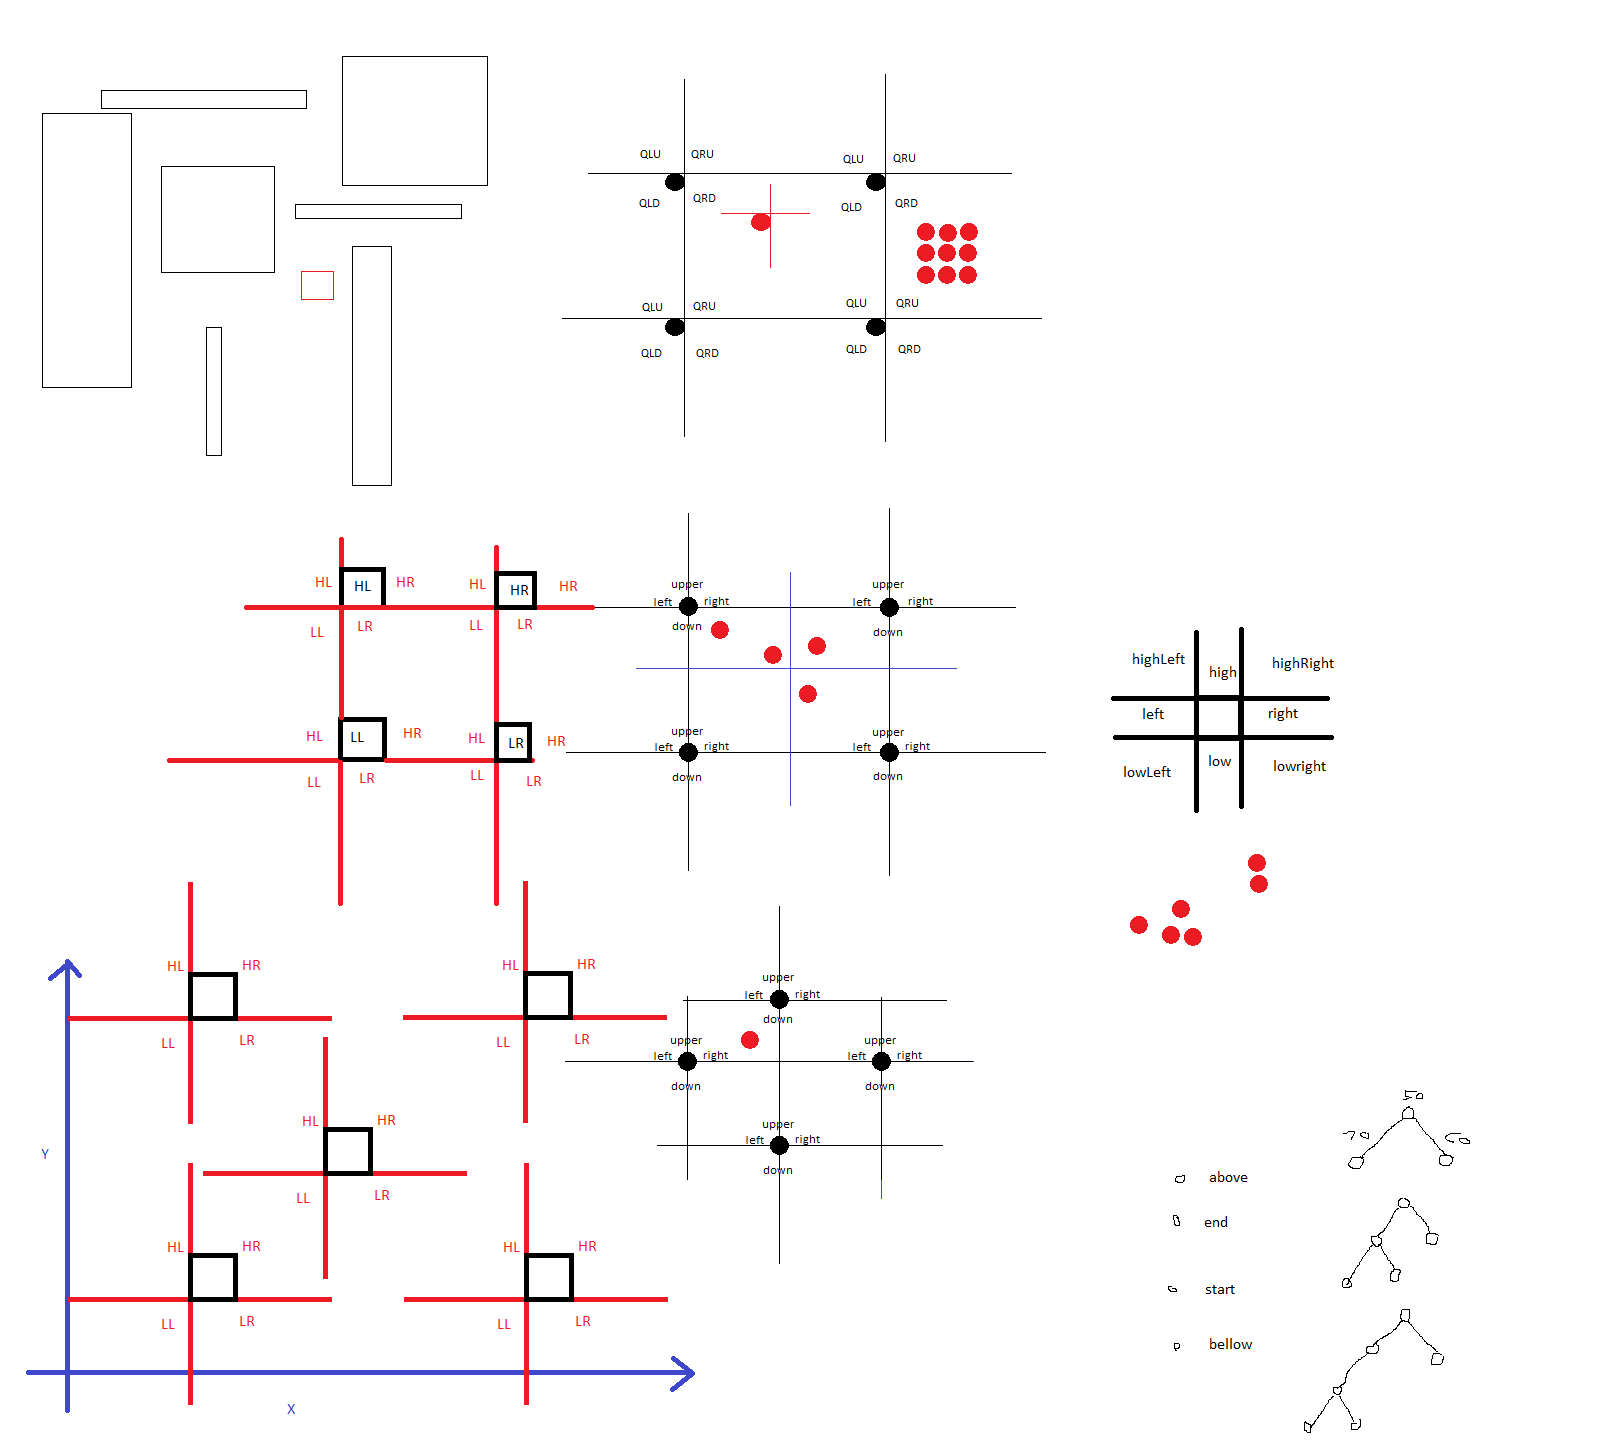 QLU QRU
QLD QRD
QLU QRU
QLD QRD
QLU QRU
QLD QRD
QLU QRU
QLD QRD
HL HL HR
LL LR
HL HR HR
LL LR
HL LL HR
LL LR
HL LR HR
LL LR
upper
left right
down
upper
left right
down
upper
left right
down
upper
left right
down
highLeft high highRight
left right
lowLeft low lowright
HL HR
LL LR
HL HR
LL LR
HL HR
LL LR
HL HR
LL LR
HL HR
LL LR
Y
X
upper
left right
down
upper
left right
down
upper
left right
down
upper
left right
down
above
end
start
bellow